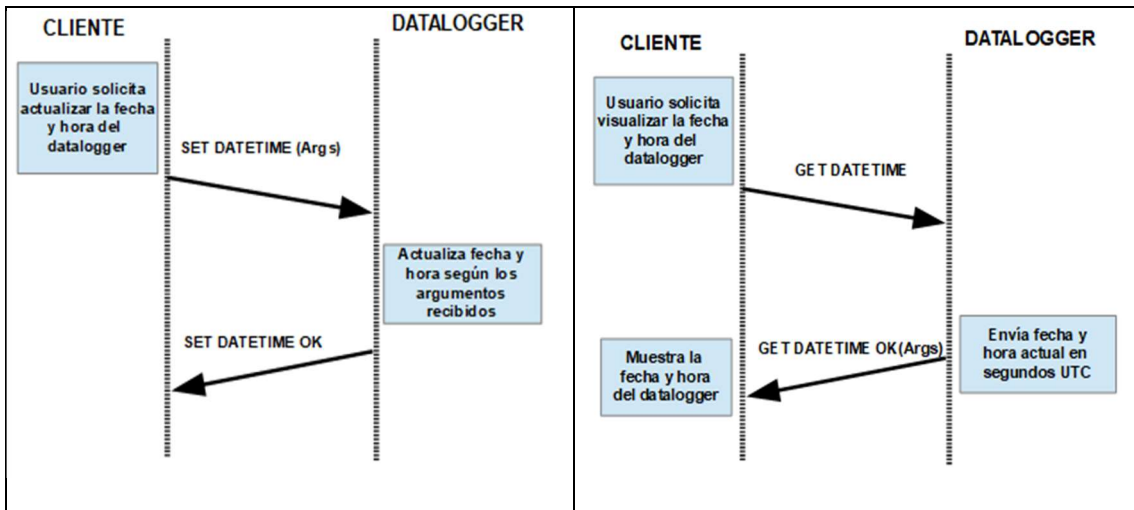 CLIENTE
DATALOGGER
Usuario solicita
actualizar la fecha
y hora del
datalogger
SET DATETIME (Args)
Actualiza fecha y
hora según los
argumentos
recibidos
SET DATETIME OK
CLIENTE
DATALOGGER
Usuario solicita
visualizar la fecha
y hora del
datalogger
GET DATETIME
Envía fecha y
hora actual en
segundos UTC
GET DATETIME OK(Args)
Muestra la
fecha y hora
del datalogger